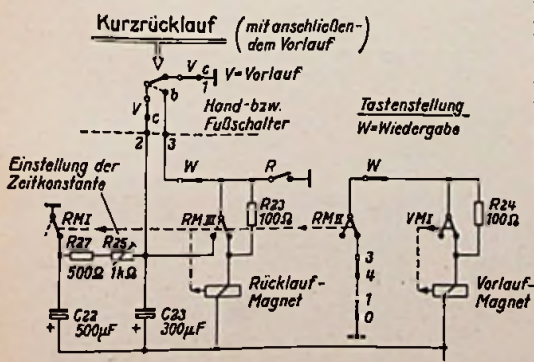 Kurzrücklauf
(mit anschließen-
dem Vorlauf)
V c
1
V=Vorlauf
b
V
c
Hand-bzw.
Fußschalter
2 3
Tastenstellung
W=Wiedergabe
Einstellung der
Zeitkonstante
W R
W
RMI
RMIII
R23
100Ω
RMII
VMI
R24
100Ω
R27
500Ω
R25
1kΩ
3
4
1
0
Rücklauf-
Magnet
Vorlauf-
Magnet
C22
500µF
+
C23
300µF
+